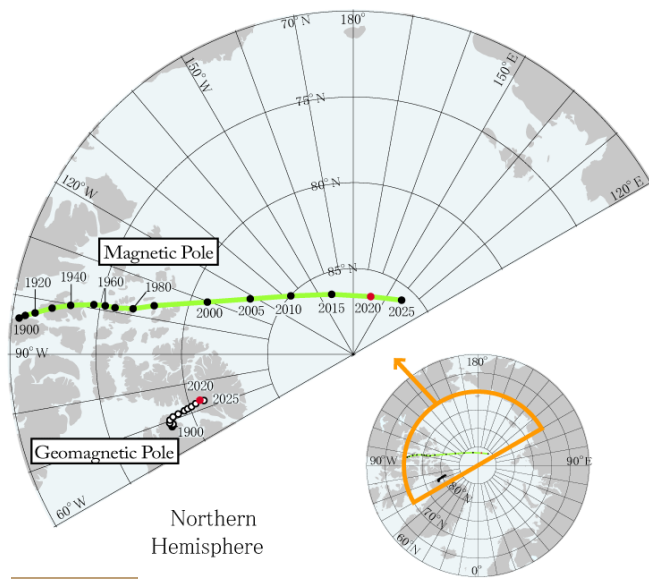 70°N
180°
150°W
75°N
150°E
120°W
80°N
120°E
Magnetic Pole
85°N
1940
1920
1960
1980
1900
2000
2005
2010
2015
2020
2025
90°W
180°
2020
2025
1900
Geomagnetic Pole
90°W
90°E
80°N
70°N
60°W
60°N
0°
Northern
Hemisphere